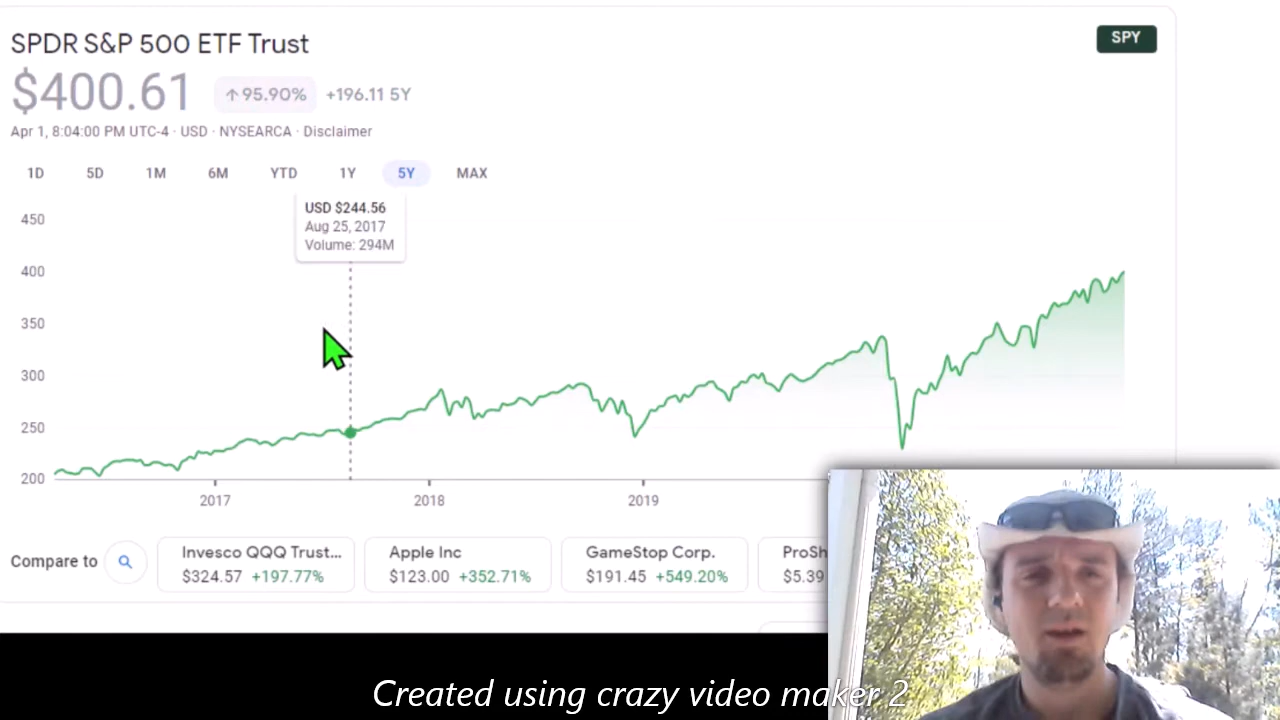 SPDR S&P 500 ETF Trust
SPY
$400.61 ↑ 95.90% +196.11 5Y
Apr 1, 8:04:00 PM UTC-4 · USD · NYSEARCA · Disclaimer
1D 5D 1M 6M YTD 1Y 5Y MAX
USD $244.56
Aug 25, 2017
Volume: 294M
450
400
350
300
250
200
2017 2018 2019
Compare to
Invesco QQQ Trust...
$324.57 +197.77%
Apple Inc
$123.00 +352.71%
GameStop Corp.
$191.45 +549.20%
ProSh
$5.39
Created using crazy video maker 2